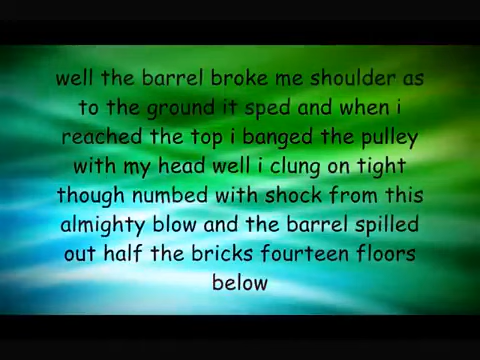 well the barrel broke me shoulder as
to the ground it sped and when i
reached the top i banged the pulley
with my head well i clung on tight
though numbed with shock from this
almighty blow and the barrel spilled
out half the bricks fourteen floors
below